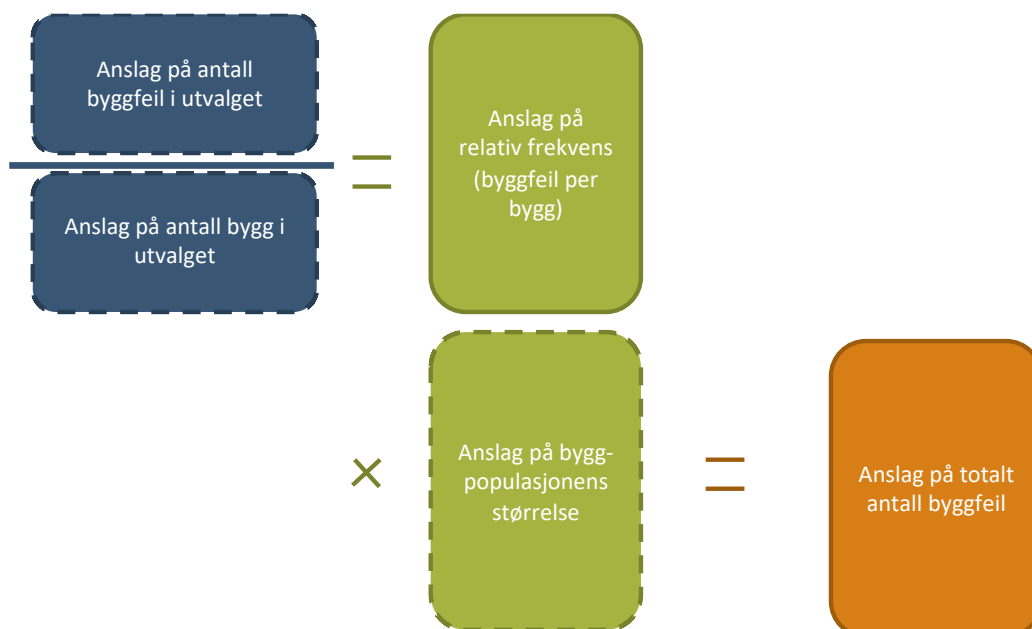 Anslag på antall
byggfeil i utvalget
Anslag på antall bygg i
utvalget
=
Anslag på
relativ frekvens
(byggfeil per
bygg)
×
Anslag på bygg-
populasjonens
størrelse
=
Anslag på totalt
antall byggfeil